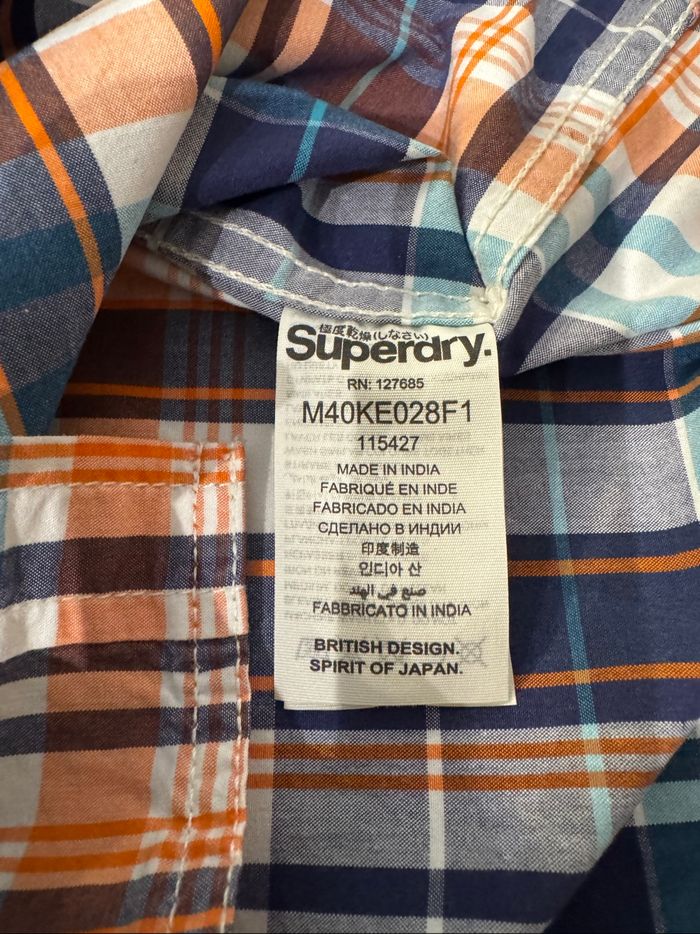 極度乾燥(しなさい)
Superdry.
RN: 127685
M40KE028F1
115427
MADE IN INDIA
FABRIQUÉ EN INDE
FABRICADO EN INDIA
СДЕЛАНО В ИНДИИ
印度制造
인디아 산
صنع في الهند
FABBRICATO IN INDIA
BRITISH DESIGN.
SPIRIT OF JAPAN.